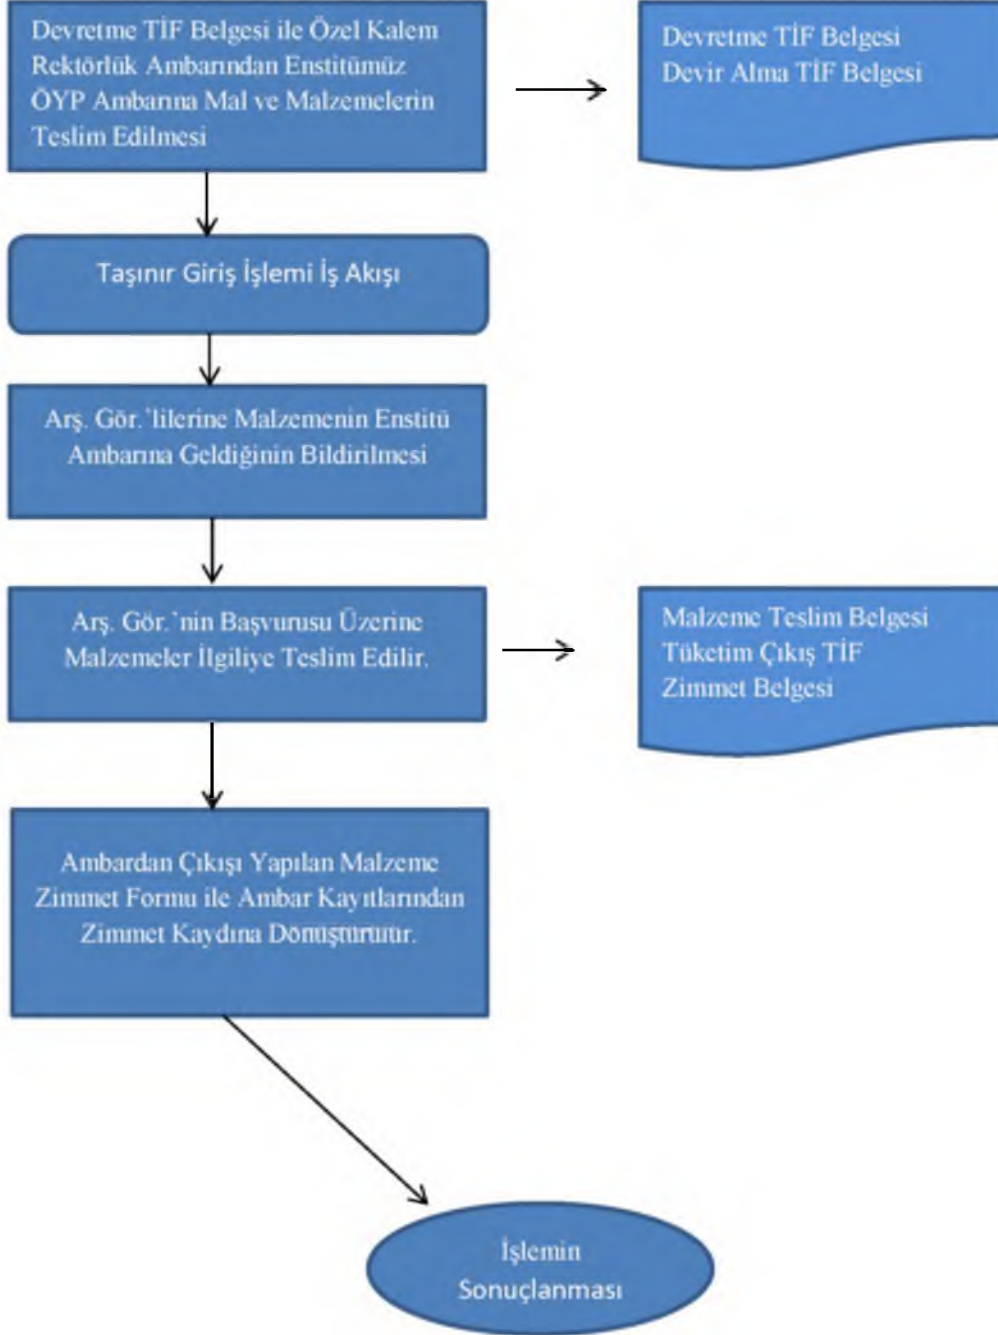 Devretme TİF Belgesi ile Özel Kalem
Rektörlük Ambarından Enstitümüz
ÖYP Ambarına Mal ve Malzemelerin
Teslim Edilmesi
Devretme TİF Belgesi
Devir Alma TİF Belgesi
Taşınır Giriş İşlemi İş Akışı
Arş. Gör.'lilerine Malzemenin Enstitü
Ambarına Geldiğinin Bildirilmesi
Arş. Gör.'nin Başvurusu Üzerine
Malzemeler İlgiliye Teslim Edilir.
Malzeme Teslim Belgesi
Tüketim Çıkış TİF
Zimmet Belgesi
Ambardan Çıkışı Yapılan Malzeme
Zimmet Formu ile Ambar Kayıtlarından
Zimmet Kaydına Dönüştürülür.
İşlemin
Sonuçlanması